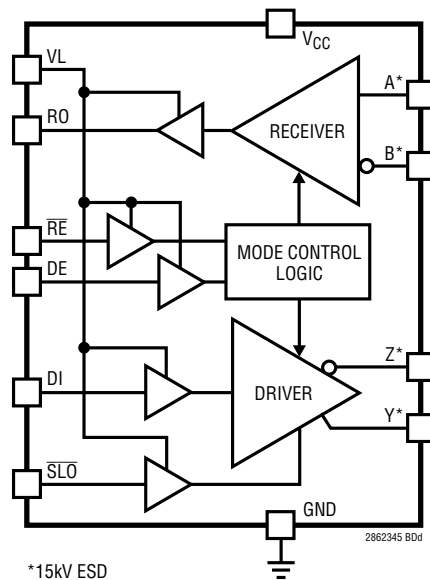 VCC
VL
A*
RO
RECEIVER
B*
RE
MODE CONTROL
LOGIC
DE
Z*
DI
DRIVER
Y*
SLO
GND
2862345 BDd
*15kV ESD